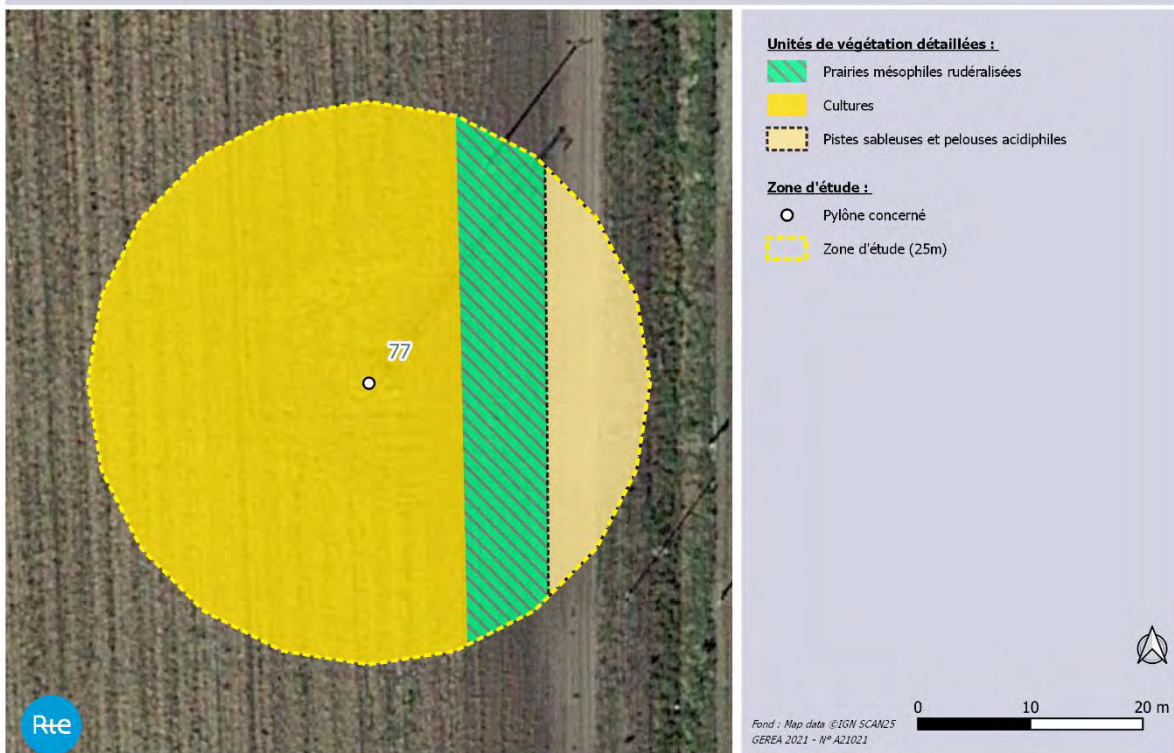 77
Rte
Unités de végétation détaillées :
Prairies mésophiles rudéralisées
Cultures
Pistes sableuses et pelouses acidiphiles
Zone d'étude :
Pylône concerné
Zone d'étude (25m)
Fond : Map data ©IGN SCAN25
GEREA 2021 - N° A21021
0 10 20 m